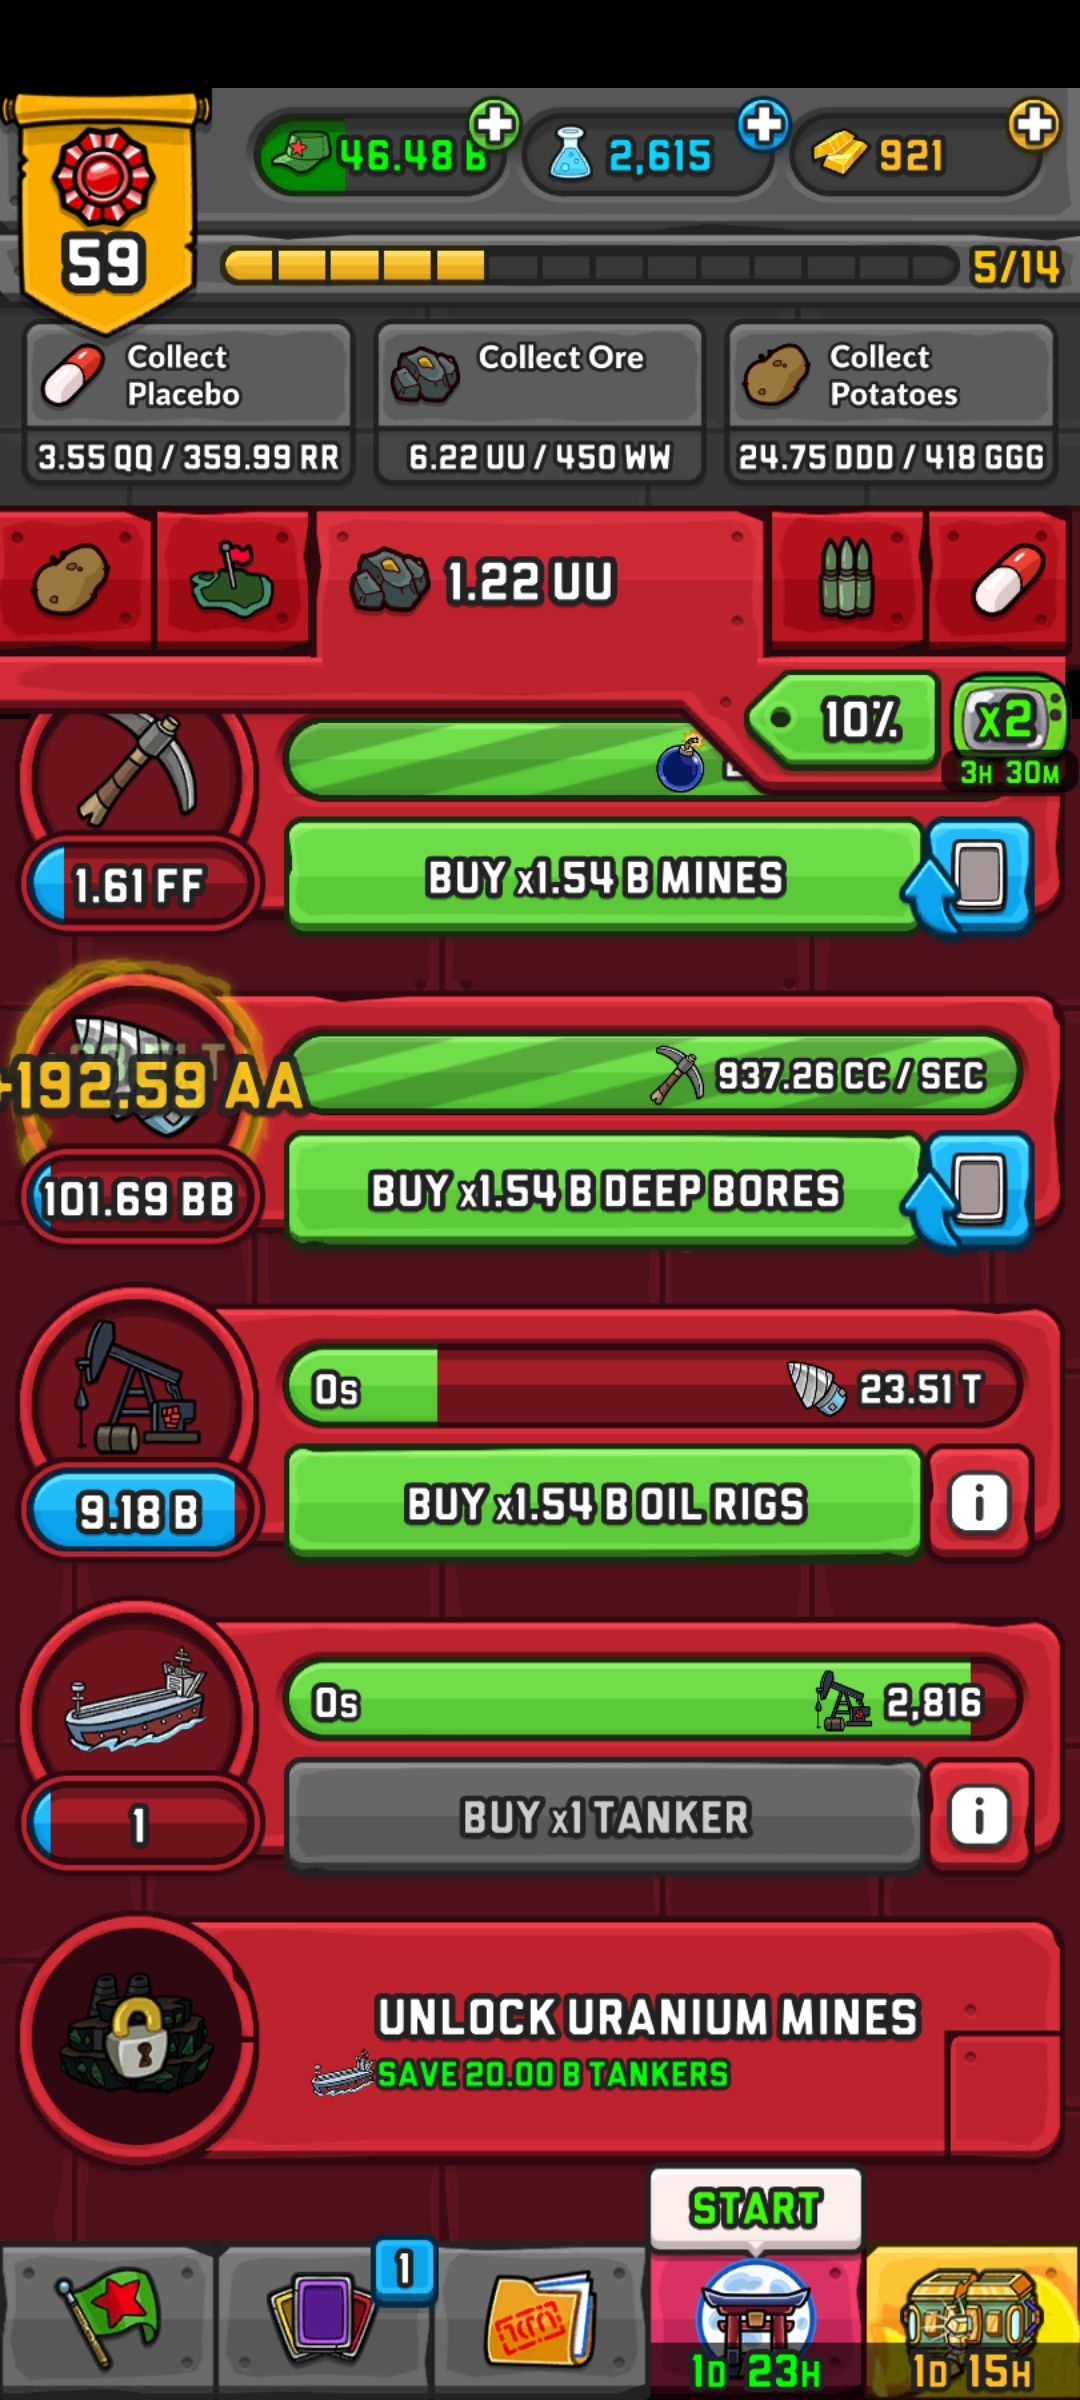 46.48 B
2,615
921
59
5/14
Collect
Placebo
3.55 QQ / 359.99 RR
Collect Ore
6.22 UU / 450 WW
Collect
Potatoes
24.75 DDD / 418 GGG
1.22 UU
10%
x2
3H 30M
1.61 FF
BUY x1.54 B MINES
+192.59 AA
937.26 CC / SEC
101.69 BB
BUY x1.54 B DEEP BORES
0s
23.51 T
9.18 B
BUY x1.54 B OIL RIGS
i
0s
2,816
1
BUY x1 TANKER
i
UNLOCK URANIUM MINES
SAVE 20.00 B TANKERS
START
1
1D 23H
1D 15H